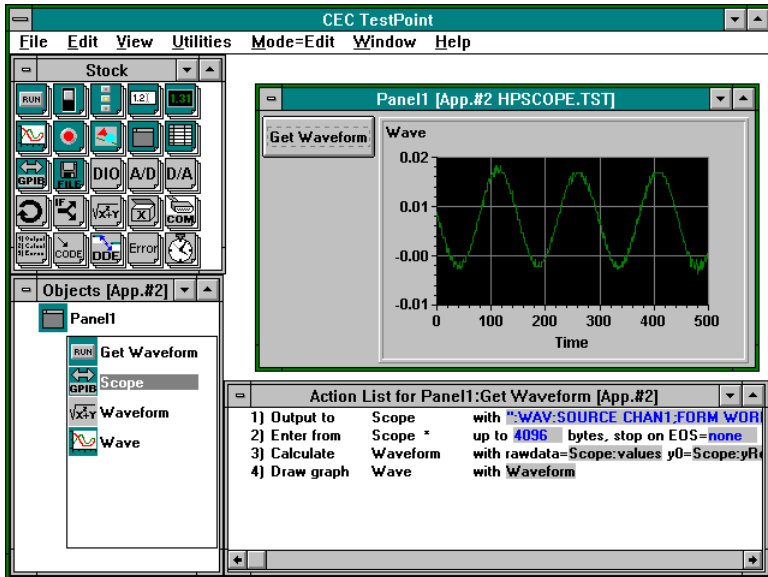 CEC TestPoint
File Edit View Utilities Mode=Edit Window Help
Stock
RUN 1.2 1.31
GPIB FILE DIO A/D D/A
IF √x+Y X COM
CODE DDE Error
Panel1 [App.#2 HPSCOPE.TST]
Get Waveform
Wave
0.02
0.01
-0.00
-0.01
0 100 200 300 400 500
Time
Objects [App.#2]
Panel1
RUN Get Waveform
GPIB Scope
√x+Y Waveform
Wave
Action List for Panel1:Get Waveform [App.#2]
1) Output to Scope with ":WAV:SOURCE CHAN1;FORM WOR
2) Enter from Scope * up to 4096 bytes, stop on EOS=none
3) Calculate Waveform with rawdata=Scope:values y0=Scope:yRe
4) Draw graph Wave with Waveform